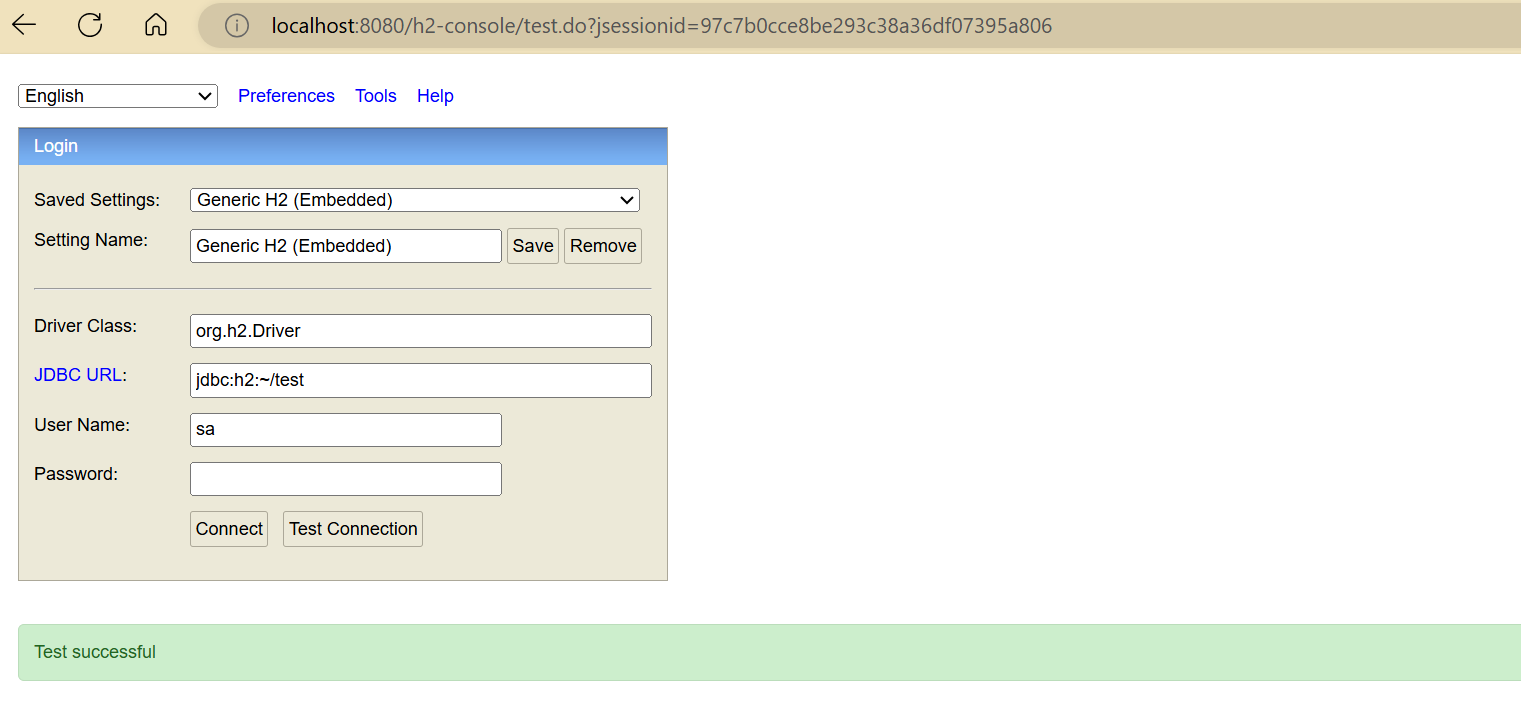 localhost:8080/h2-console/test.do?jsessionid=97c7b0cce8be293c38a36df07395a806
English Preferences Tools Help
Login
Saved Settings: Generic H2 (Embedded)
Setting Name: Generic H2 (Embedded) Save Remove
Driver Class: org.h2.Driver
JDBC URL: jdbc:h2:~/test
User Name: sa
Password:
Connect Test Connection
Test successful